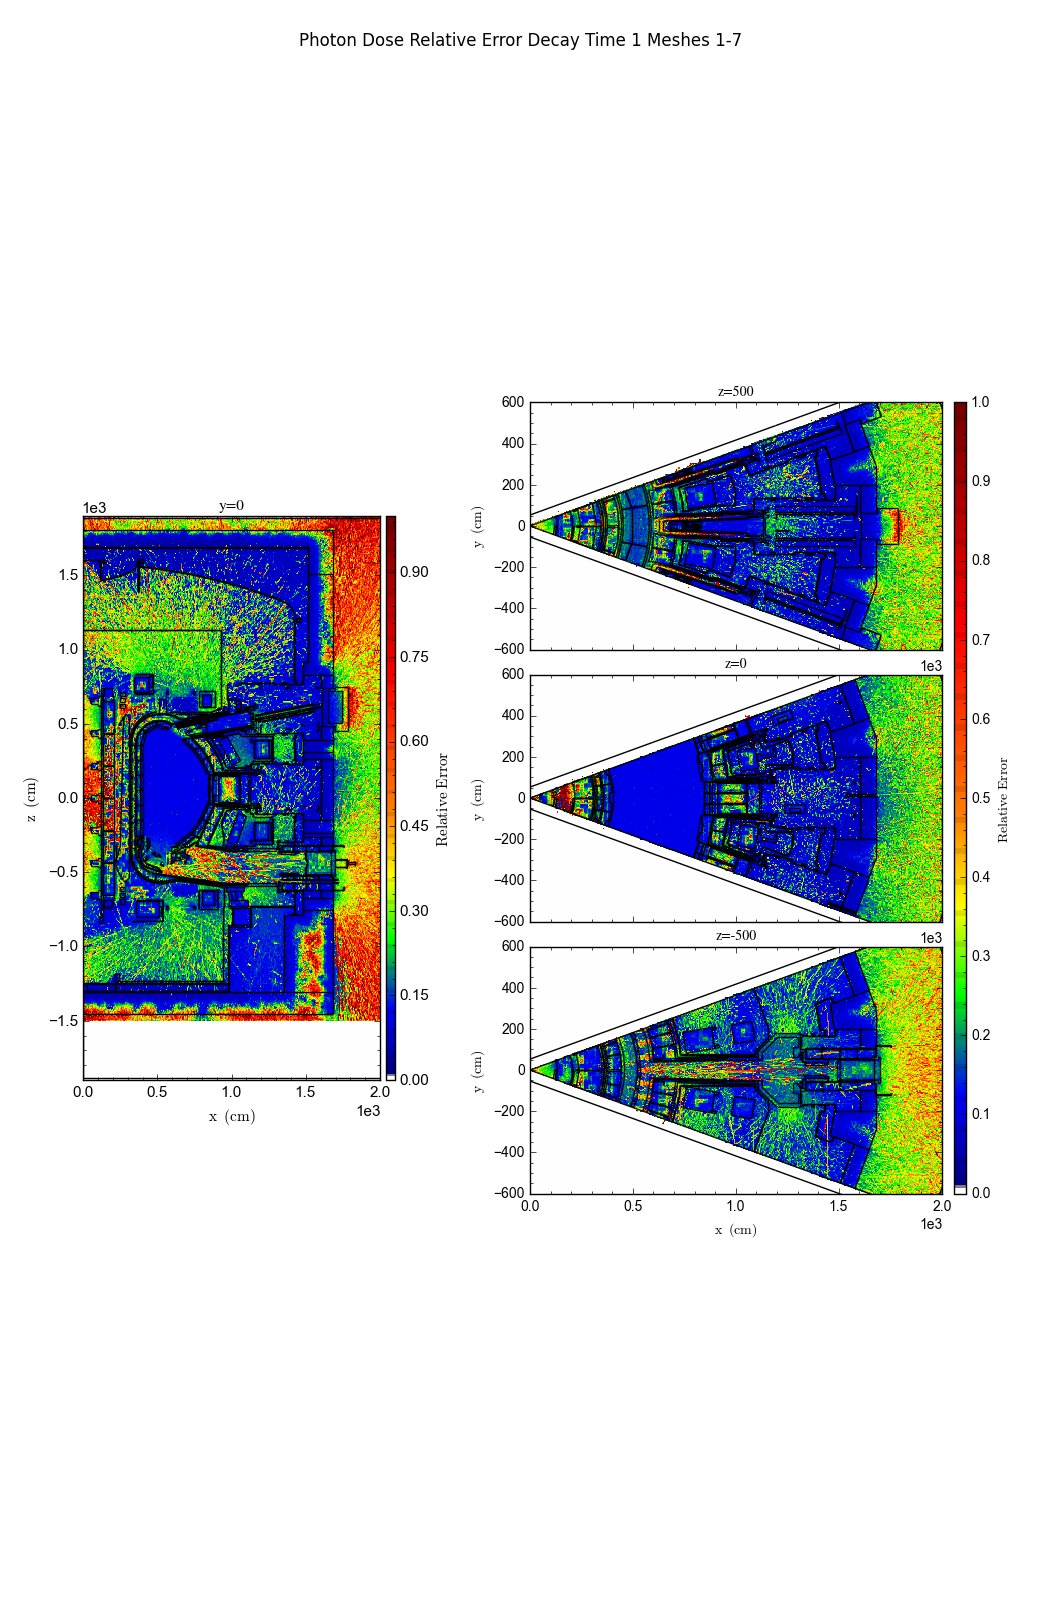 Photon Dose Relative Error Decay Time 1 Meshes 1-7
1e3
y=0
1.5
1.0
0.5
0.0
−0.5
−1.0
−1.5
z (cm)
0.0 0.5 1.0 1.5 2.0
1e3
x (cm)
0.90
0.75
0.60
0.45
0.30
0.15
0.00
Relative Error
z=500
600
400
200
0
−200
−400
−600
y (cm)
1e3
z=0
600
400
200
0
−200
−400
−600
y (cm)
1e3
z=-500
600
400
200
0
−200
−400
−600
y (cm)
0.0 0.5 1.0 1.5 2.0
1e3
x (cm)
1.0
0.9
0.8
0.7
0.6
0.5
0.4
0.3
0.2
0.1
0.0
Relative Error